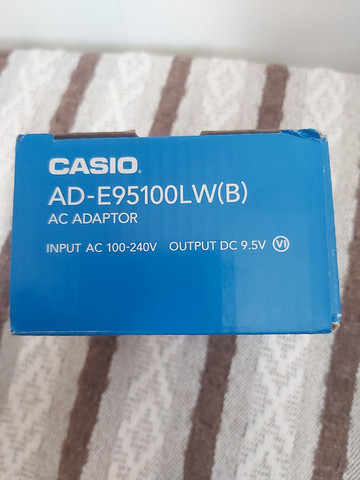 CASIO
AD-E95100LW(B)
AC ADAPTOR
INPUT AC 100-240V OUTPUT DC 9.5V VI